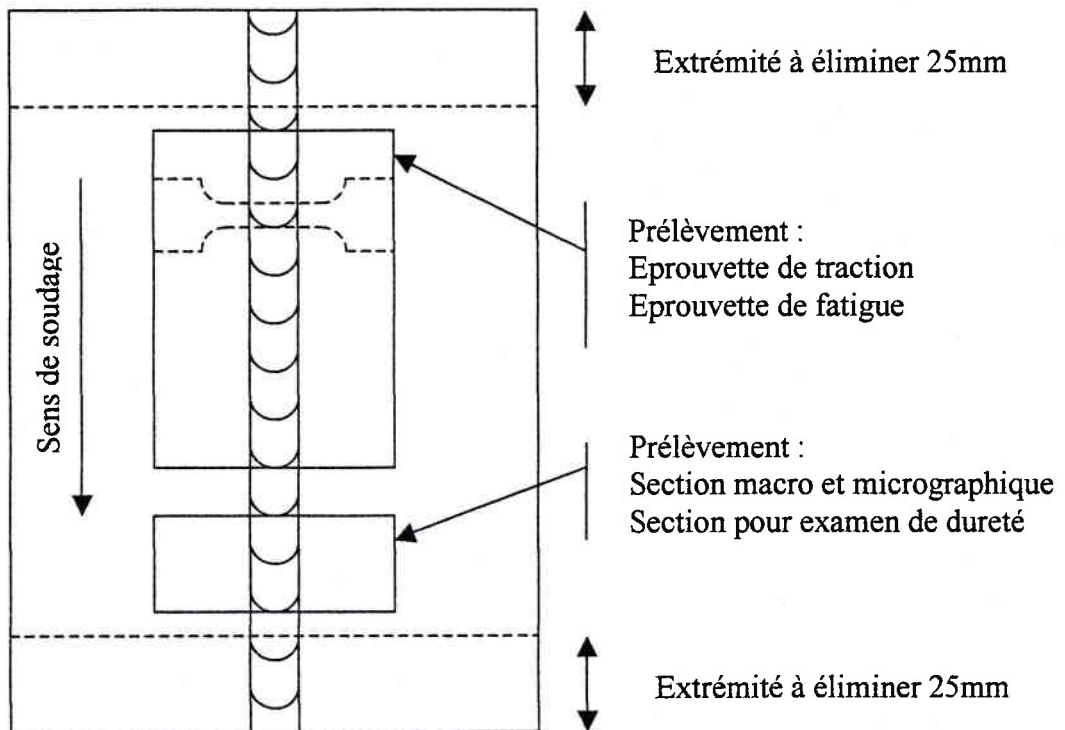 Extrémité à éliminer 25mm
Sens de soudage
Prélèvement :
Eprouvette de traction
Eprouvette de fatigue
Prélèvement :
Section macro et micrographique
Section pour examen de dureté
Extrémité à éliminer 25mm